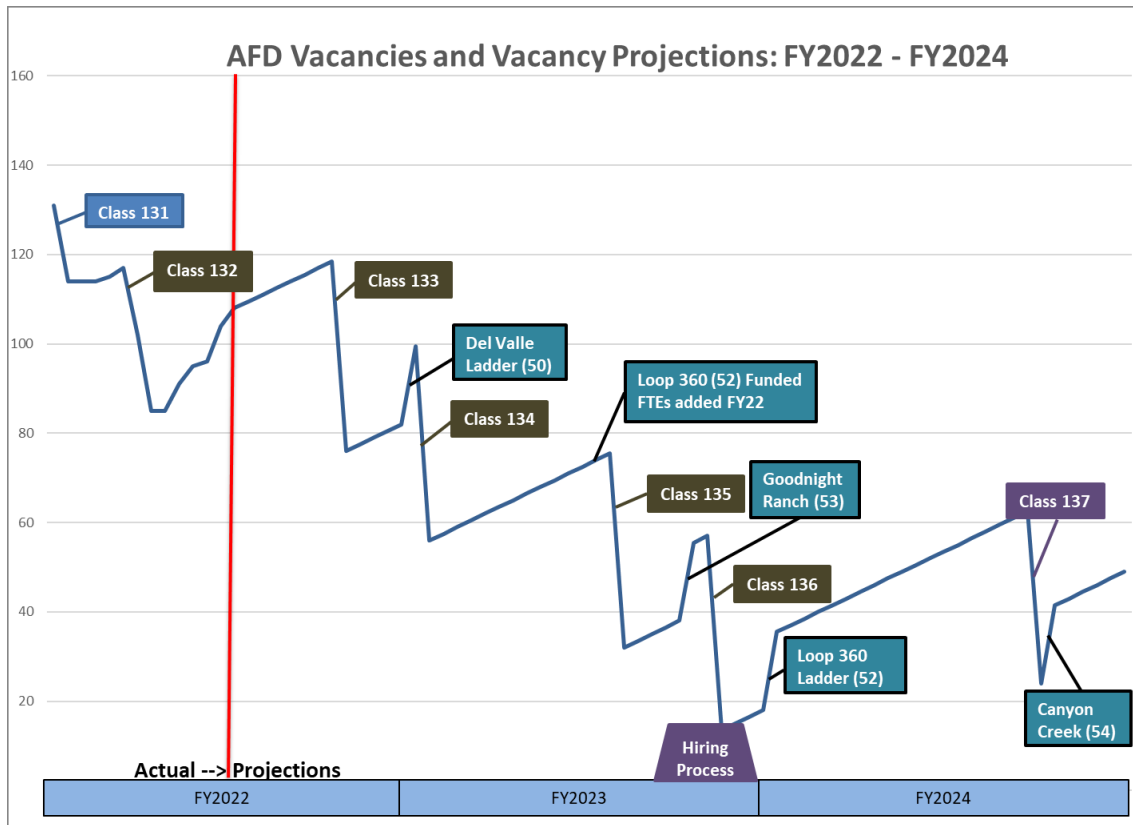 AFD Vacancies and Vacancy Projections: FY2022 - FY2024
160
140
120
100
80
60
40
20
Class 131
Class 132
Class 133
Del Valle
Ladder (50)
Class 134
Loop 360 (52) Funded
FTEs added FY22
Class 135
Goodnight
Ranch (53)
Class 136
Loop 360
Ladder (52)
Class 137
Canyon
Creek (54)
Hiring
Process
Actual --> Projections
FY2022
FY2023
FY2024